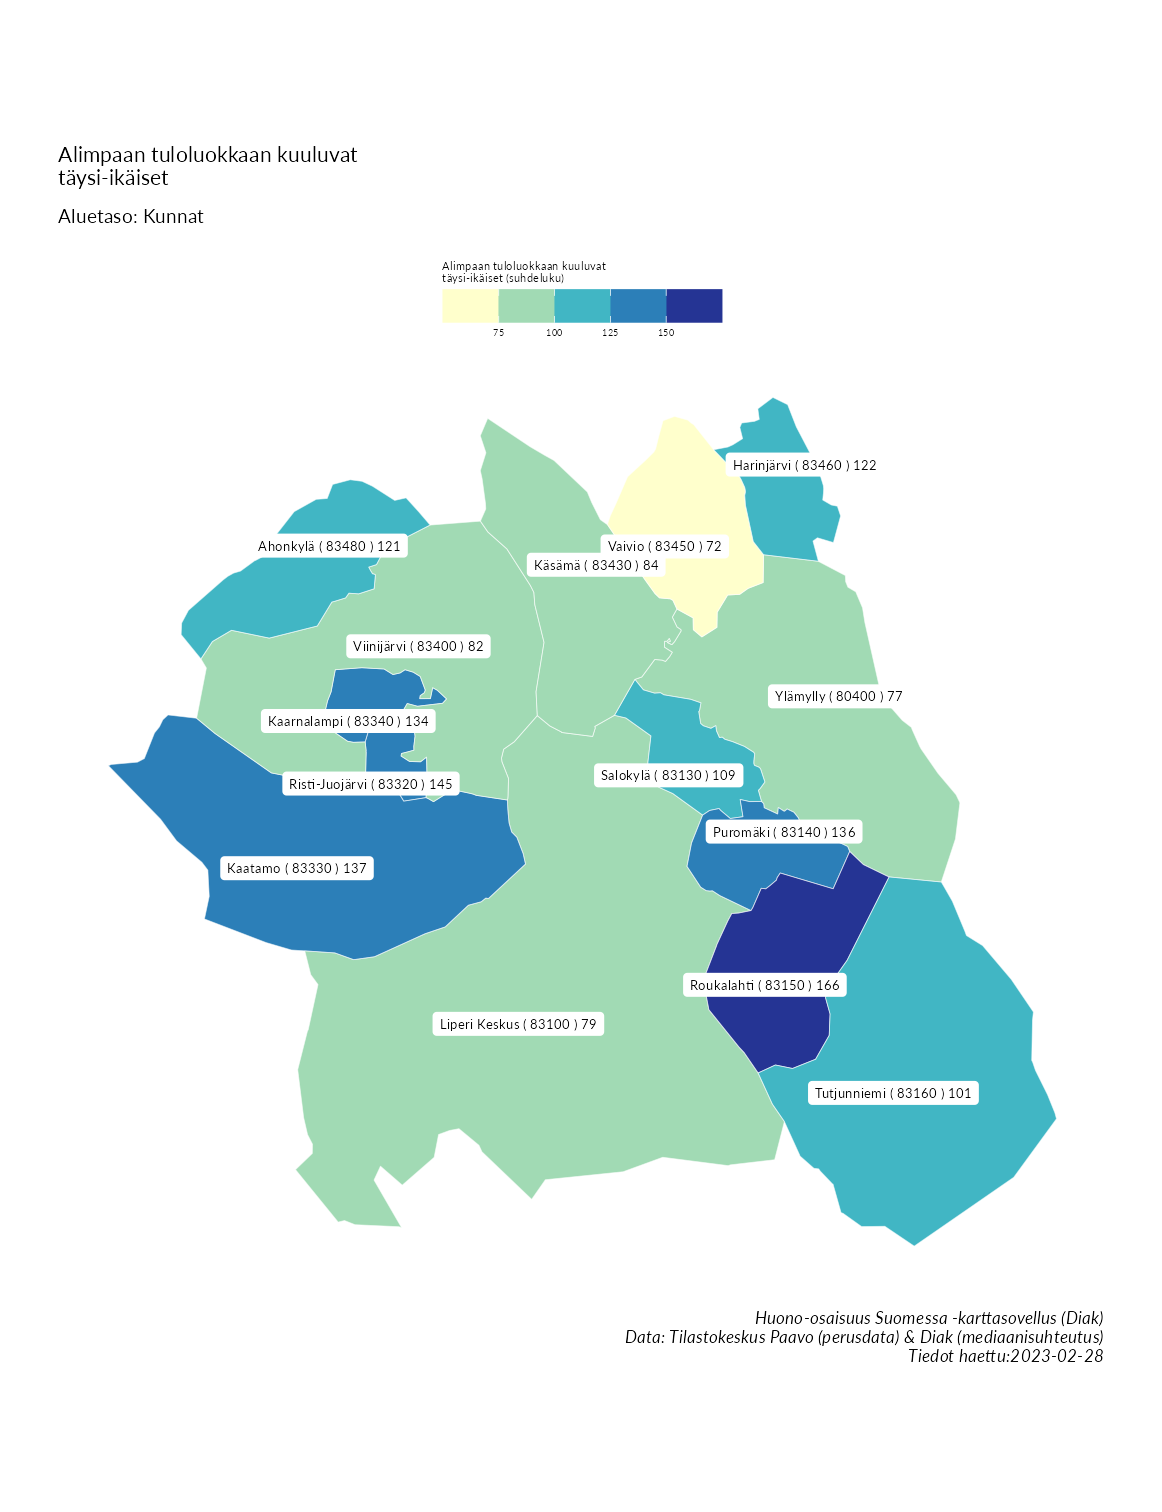 Alimpaan tuloluokkaan kuuluvat
täysi-ikäiset
Aluetaso: Kunnat
Alimpaan tuloluokkaan kuuluvat
täysi-ikäiset (suhdeluku)
75 100 125 150
Harinjärvi ( 83460 ) 122
Ahonkylä ( 83480 ) 121
Vaivio ( 83450 ) 72
Käsämä ( 83430 ) 84
Viinijärvi ( 83400 ) 82
Ylämylly ( 80400 ) 77
Kaarnalampi ( 83340 ) 134
Salokylä ( 83130 ) 109
Risti-Juojärvi ( 83320 ) 145
Puromäki ( 83140 ) 136
Kaatamo ( 83330 ) 137
Roukalahti ( 83150 ) 166
Liperi Keskus ( 83100 ) 79
Tutjunniemi ( 83160 ) 101
Huono-osaisuus Suomessa -karttasovellus (Diak)
Data: Tilastokeskus Paavo (perusdata) & Diak (mediaanisuhteutus)
Tiedot haettu:2023-02-28